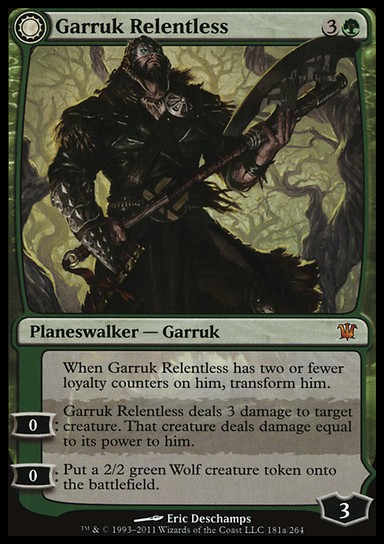 Garruk Relentless 3
Planeswalker — Garruk
When Garruk Relentless has two or fewer
loyalty counters on him, transform him.
0: Garruk Relentless deals 3 damage to target
creature. That creature deals damage equal
to its power to him.
0: Put a 2/2 green Wolf creature token onto
the battlefield.
3
Eric Deschamps
™ & © 1993–2011 Wizards of the Coast LLC 181a/264